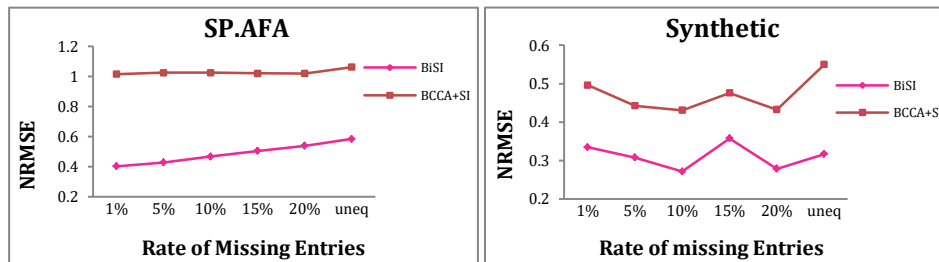 SP.AFA
1.2
1
0.8
0.6
0.4
0.2
NRMSE
1%
5%
10%
15%
20%
uneq
Rate of Missing Entries
BiSI
BCCA+SI
Synthetic
0.6
0.5
0.4
0.3
0.2
NRMSE
1%
5%
10%
15%
20%
uneq
Rate of missing Entries
BiSI
BCCA+S